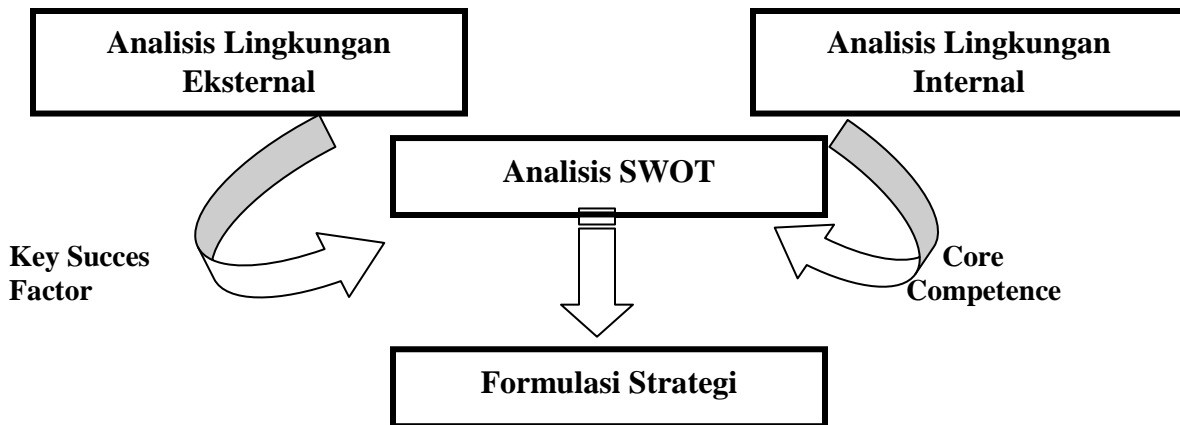 Analisis Lingkungan
Eksternal
Analisis Lingkungan
Internal
Analisis SWOT
Key Succes
Factor
Core
Competence
Formulasi Strategi